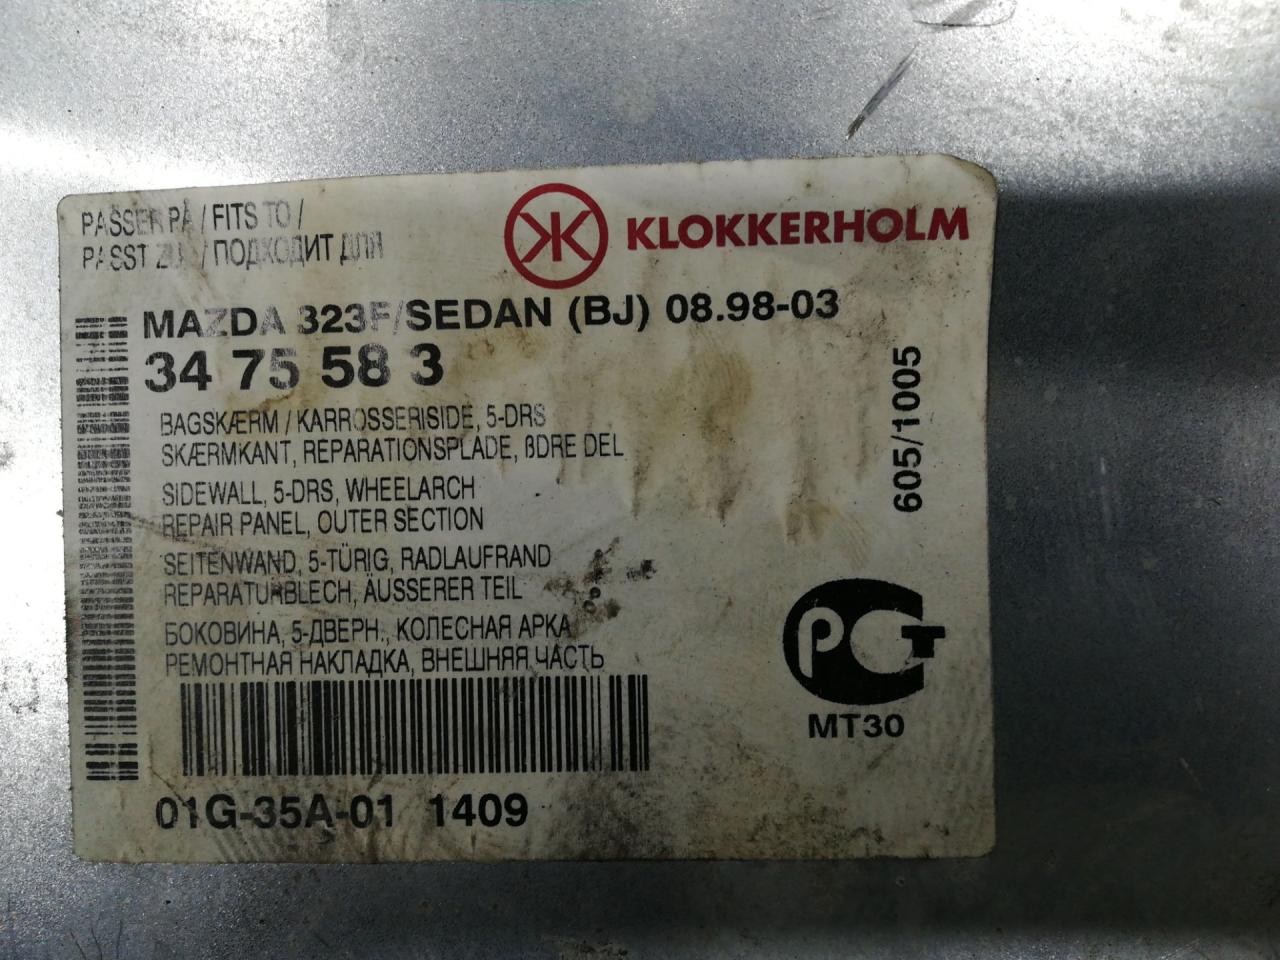 PASSER PÅ / FITS TO /
PASST ZU / ПОДХОДИТ ДЛЯ
KLOKKERHOLM
MAZDA 323F/SEDAN (BJ) 08.98-03
34 75 58 3
BAGSKÆRM / KARROSSERISIDE, 5-DRS
SKÆRMKANT, REPARATIONSPLADE, ßDRE DEL
SIDEWALL, 5-DRS, WHEELARCH
REPAIR PANEL, OUTER SECTION
SEITENWAND, 5-TÜRIG, RADLAUFRAND
REPARATURBLECH, ÄUSSERER TEIL
БОКОВИНА, 5-ДВЕРН., КОЛЕСНАЯ АРКА
РЕМОНТНАЯ НАКЛАДКА, ВНЕШНЯЯ ЧАСТЬ
605/1005
РСТ
MT30
01G-35A-01 1409